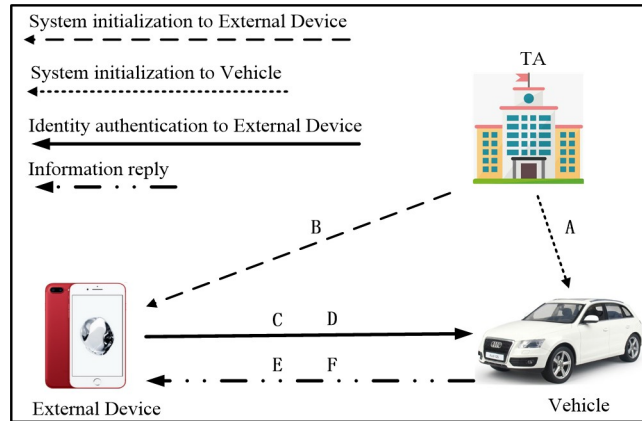 System initialization to External Device
TA
System initialization to Vehicle
Identity authentication to External Device
Information reply
B
A
C D
E F
External Device
Vehicle